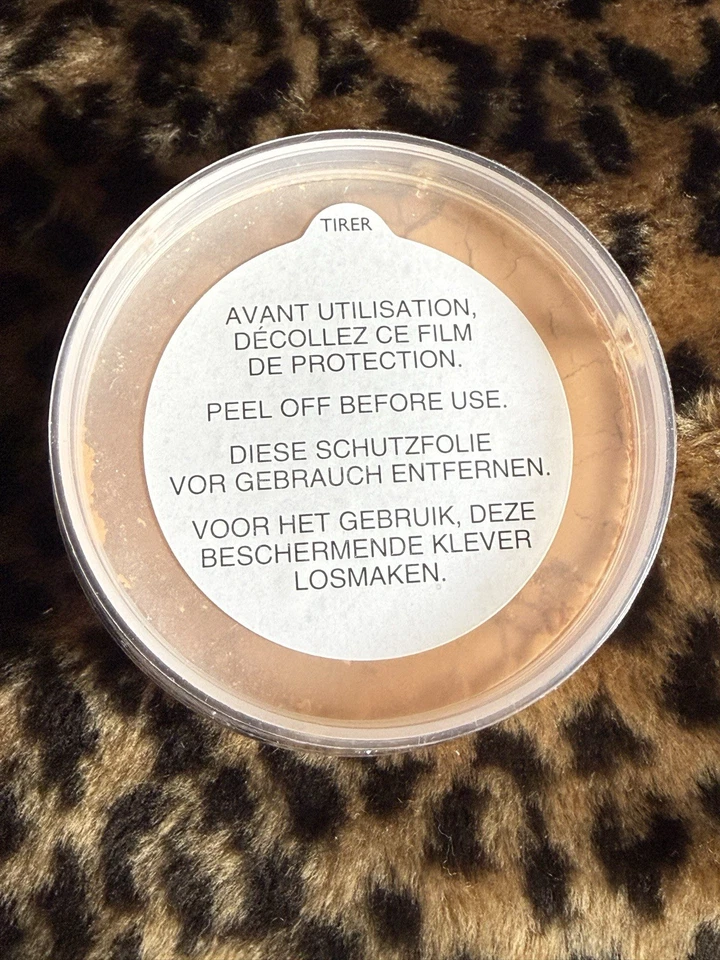 TIRER
AVANT UTILISATION,
DÉCOLLEZ CE FILM
DE PROTECTION.
PEEL OFF BEFORE USE.
DIESE SCHUTZFOLIE
VOR GEBRAUCH ENTFERNEN.
VOOR HET GEBRUIK, DEZE
BESCHERMENDE KLEVER
LOSMAKEN.